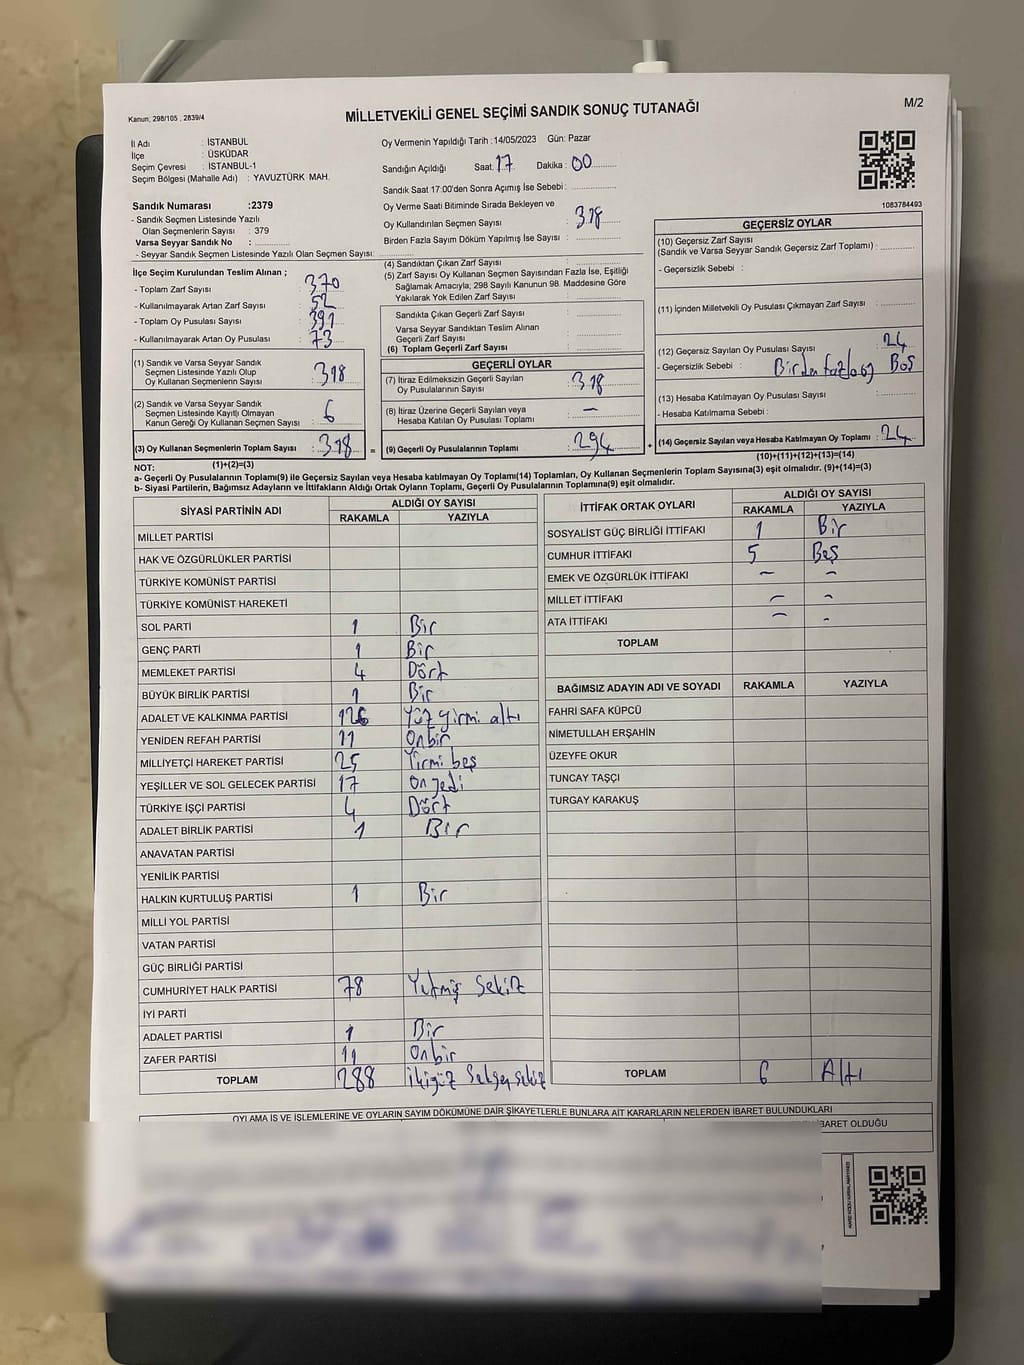 Kanun; 298/105 , 2839/4
MİLLETVEKİLİ GENEL SEÇİMİ SANDIK SONUÇ TUTANAĞI
M/2
İl Adı : İSTANBUL
İlçe : ÜSKÜDAR
Seçim Çevresi : İSTANBUL-1
Seçim Bölgesi (Mahalle Adı) : YAVUZTÜRK MAH.
Sandık Numarası :2379
- Sandık Seçmen Listesinde Yazılı
Olan Seçmenlerin Sayısı : 379
Varsa Seyyar Sandık No :
- Seyyar Sandık Seçmen Listesinde Yazılı Olan Seçmen Sayısı:
Oy Vermenin Yapıldığı Tarih :14/05/2023 Gün: Pazar
Sandığın Açıldığı Saat: 17 Dakika : 00
Sandık Saat 17:00'den Sonra Açımış İse Sebebi :
Oy Verme Saati Bitiminde Sırada Bekleyen ve
Oy Kullandırılan Seçmen Sayısı : 318
Birden Fazla Sayım Döküm Yapılmış İse Sayısı :
1083784493
İlçe Seçim Kurulundan Teslim Alınan ;
- Toplam Zarf Sayısı : 370
- Kullanılmayarak Artan Zarf Sayısı : 52
- Toplam Oy Pusulası Sayısı : 391
- Kullanılmayarak Artan Oy Pusulası : 73
(1) Sandık ve Varsa Seyyar Sandık
Seçmen Listesinde Yazılı Olup
Oy Kullanan Seçmenlerin Sayısı : 318
(2) Sandık ve Varsa Seyyar Sandık
Seçmen Listesinde Kayıtlı Olmayan
Kanun Gereği Oy Kullanan Seçmen Sayısı : 6
(3) Oy Kullanan Seçmenlerin Toplam Sayısı : 318
(1)+(2)=(3)
(4) Sandıktan Çıkan Zarf Sayısı :
(5) Zarf Sayısı Oy Kullanan Seçmen Sayısından Fazla İse, Eşitliği
Sağlamak Amacıyla; 298 Sayılı Kanunun 98. Maddesine Göre
Yakılarak Yok Edilen Zarf Sayısı :
Sandıkta Çıkan Geçerli Zarf Sayısı :
Varsa Seyyar Sandıktan Teslim Alınan
Geçerli Zarf Sayısı :
(6) Toplam Geçerli Zarf Sayısı :
GEÇERLİ OYLAR
(7) İtiraz Edilmeksizin Geçerli Sayılan
Oy Pusulalarının Sayısı : 318
(8) İtiraz Üzerine Geçerli Sayılan veya
Hesaba Katılan Oy Pusulası Toplamı : –
= (9) Geçerli Oy Pusulalarının Toplamı : 294
GEÇERSİZ OYLAR
(10) Geçersiz Zarf Sayısı
(Sandık ve Varsa Seyyar Sandık Geçersiz Zarf Toplamı) :
- Geçersizlik Sebebi :
(11) İçinden Milletvekili Oy Pusulası Çıkmayan Zarf Sayısı :
(12) Geçersiz Sayılan Oy Pusulası Sayısı : 24
- Geçersizlik Sebebi : Boş
(13) Hesaba Katılmayan Oy Pusulası Sayısı :
- Hesaba Katılmama Sebebi :
+ (14) Geçersiz Sayılan veya Hesaba Katılmayan Oy Toplamı : 24
(10)+(11)+(12)+(13)=(14)
NOT:
a- Geçerli Oy Pusulalarının Toplamı(9) ile Geçersiz Sayılan veya Hesaba katılmayan Oy Toplamı(14) Toplamları, Oy Kullanan Seçmenlerin Toplam Sayısına(3) eşit olmalıdır. (9)+(14)=(3)
b- Siyasi Partilerin, Bağımsız Adayların ve İttifakların Aldığı Ortak Oyların Toplamı, Geçerli Oy Pusulalarının Toplamına(9) eşit olmalıdır.
SİYASİ PARTİNİN ADI ALDIĞI OY SAYISI
RAKAMLA YAZIYLA
MİLLET PARTİSİ
HAK VE ÖZGÜRLÜKLER PARTİSİ
TÜRKİYE KOMÜNİST PARTİSİ
TÜRKİYE KOMÜNİST HAREKETİ
SOL PARTİ 1 Bir
GENÇ PARTİ 1 Bir
MEMLEKET PARTİSİ 4 Dört
BÜYÜK BİRLİK PARTİSİ 1 Bir
ADALET VE KALKINMA PARTİSİ 126 Yüz yirmi altı
YENİDEN REFAH PARTİSİ 11 Onbir
MİLLİYETÇİ HAREKET PARTİSİ 25 Yirmi beş
YEŞİLLER VE SOL GELECEK PARTİSİ 17 On yedi
TÜRKİYE İŞÇİ PARTİSİ 4 Dört
ADALET BİRLİK PARTİSİ 1 Bir
ANAVATAN PARTİSİ
YENİLİK PARTİSİ
HALKIN KURTULUŞ PARTİSİ 1 Bir
MİLLİ YOL PARTİSİ
VATAN PARTİSİ
GÜÇ BİRLİĞİ PARTİSİ
CUMHURİYET HALK PARTİSİ 78 Yetmiş Sekiz
İYİ PARTİ
ADALET PARTİSİ 1 Bir
ZAFER PARTİSİ 11 Onbir
TOPLAM 288 İkiyüz Seksen sekiz
İTTİFAK ORTAK OYLARI ALDIĞI OY SAYISI
RAKAMLA YAZIYLA
SOSYALİST GÜÇ BİRLİĞİ İTTİFAKI 1 Bir
CUMHUR İTTİFAKI 5 Beş
EMEK VE ÖZGÜRLÜK İTTİFAKI – –
MİLLET İTTİFAKI – –
ATA İTTİFAKI – –
TOPLAM
BAĞIMSIZ ADAYIN ADI VE SOYADI RAKAMLA YAZIYLA
FAHRİ SAFA KÜPCÜ
NİMETULLAH ERŞAHİN
ÜZEYFE OKUR
TUNCAY TAŞÇI
TURGAY KARAKUŞ
TOPLAM 6 Altı
OYLAMA İŞ VE İŞLEMLERİNE VE OYLARIN SAYIM DÖKÜMÜNE DAİR ŞİKAYETLERLE BUNLARA AİT KARARLARIN NELERDEN İBARET BULUNDUKLARI
BARET OLDUĞU